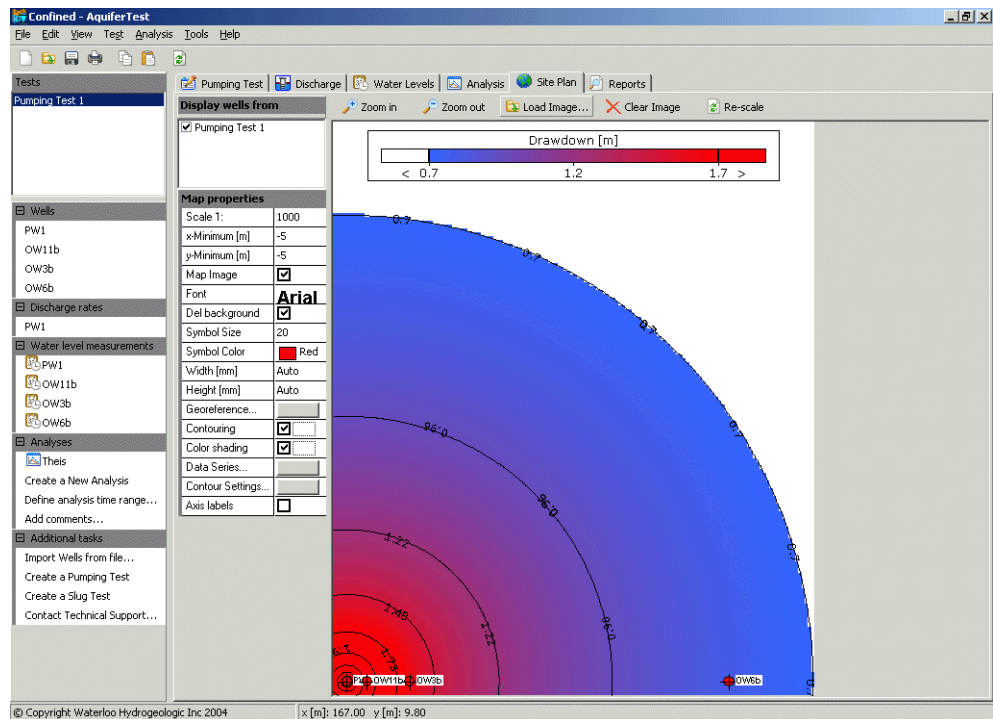 Confined - AquiferTest
File Edit View Test Analysis Tools Help
Tests
Pumping Test 1
Wells
PW1
OW11b
OW3b
OW6b
Discharge rates
PW1
Water level measurements
PW1
OW11b
OW3b
OW6b
Analyses
Theis
Create a New Analysis
Define analysis time range...
Add comments...
Additional tasks
Import Wells from file...
Create a Pumping Test
Create a Slug Test
Contact Technical Support...
Pumping Test Discharge Water Levels Analysis Site Plan Reports
Display wells from
Pumping Test 1
Zoom in Zoom out Load Image... Clear Image Re-scale
Map properties
Scale 1: 1000
x-Minimum [m] -5
y-Minimum [m] -5
Map Image
Font Arial
Del background
Symbol Size 20
Symbol Color Red
Width [mm] Auto
Height [mm] Auto
Georeference...
Contouring
Color shading
Data Series...
Contour Settings...
Axis labels
Drawdown [m]
< 0.7 1.2 1.7 >
0.7
0.7
0.7
0.7
0.7
0.7
0.96
0.96
0.96
1.22
1.22
1.48
1.73
OW11b OW3b OW6b
© Copyright Waterloo Hydrogeologic Inc 2004 x [m]: 167.00 y [m]: 9.80